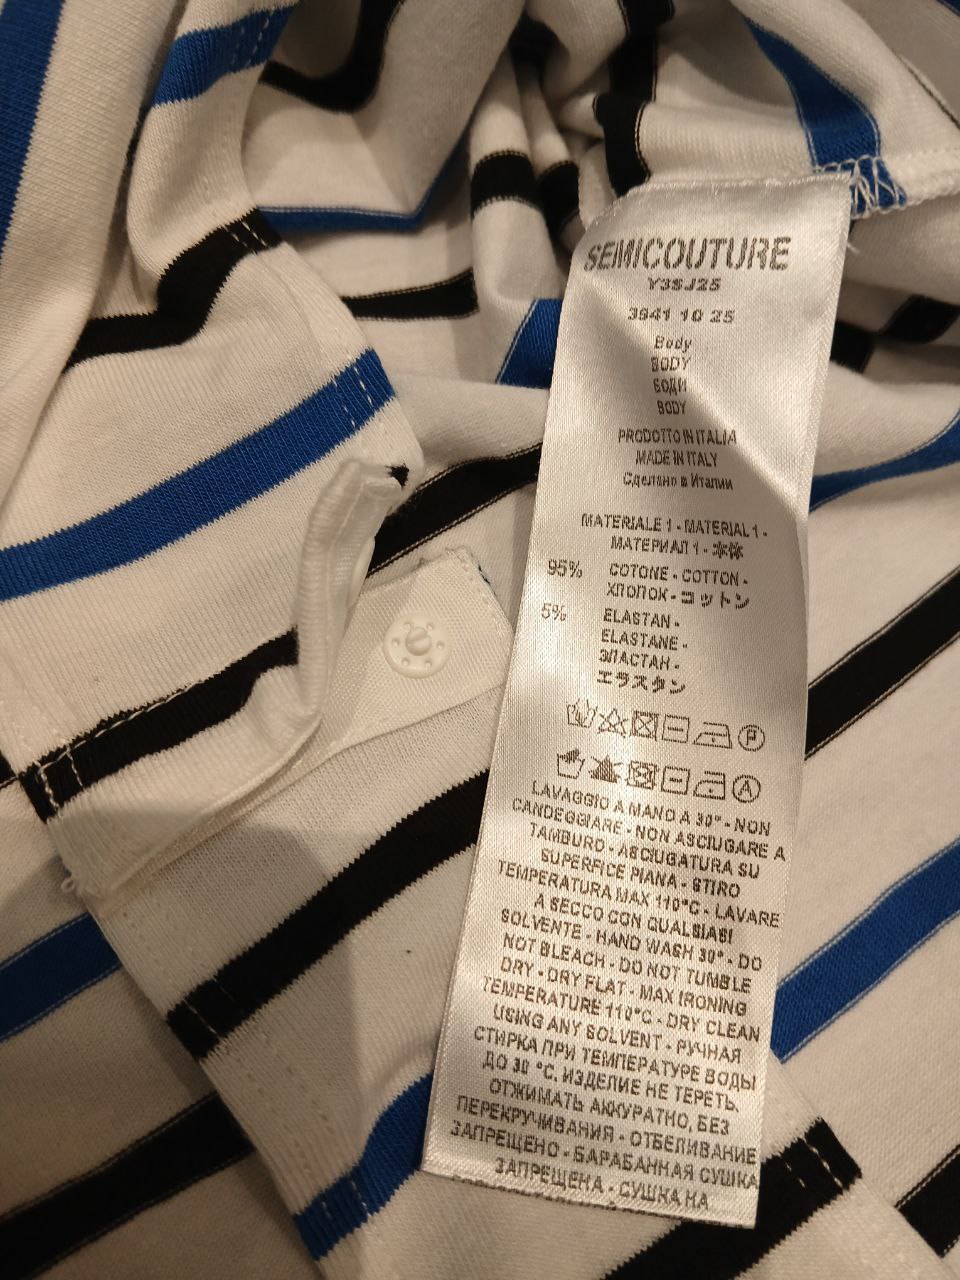 SEMICOUTURE
Y3SJ25
3941 10 25
Body
BODY
БОДИ
BODY
PRODOTTO IN ITALIA
MADE IN ITALY
Сделано в Италии
MATERIALE 1 - MATERIAL 1 -
МАТЕРИАЛ 1 -
95% COTONE - COTTON -
ХЛОПОК - コットン
5% ELASTAN -
ELASTANE -
ЭЛАСТАН -
エラスタン
P
A
LAVAGGIO A MANO A 30° - NON
CANDEGGIARE - NON ASCIUGARE A
TAMBURO - ASCIUGATURA SU
SUPERFICE PIANA - STIRO
TEMPERATURA MAX 110°C - LAVARE
A SECCO CON QUALSIASI
SOLVENTE - HAND WASH 30° - DO
NOT BLEACH - DO NOT TUMBLE
DRY - DRY FLAT - MAX IRONING
TEMPERATURE 110°C - DRY CLEAN
USING ANY SOLVENT - РУЧНАЯ
СТИРКА ПРИ ТЕМПЕРАТУРЕ ВОДЫ
ДО 30 °C. ИЗДЕЛИЕ НЕ ТЕРЕТЬ.
ОТЖИМАТЬ АККУРАТНО, БЕЗ
ПЕРЕКРУЧИВАНИЯ - ОТБЕЛИВАНИЕ
ЗАПРЕЩЕНО - БАРАБАННАЯ СУШКА
ЗАПРЕЩЕНА - СУШКА НА